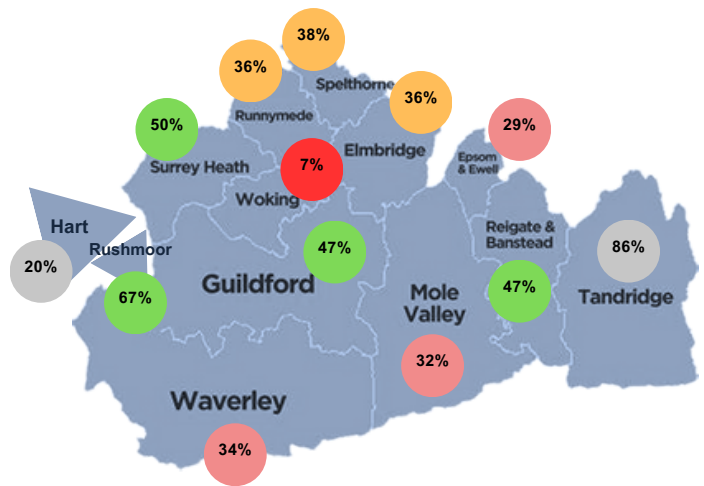 38%
36%
Spelthorne
36%
Runnymede
50%
29%
Elmbridge
Epsom
& Ewell
Surrey Heath
7%
Woking
Hart
Rushmoor
Reigate &
Banstead
47%
86%
20%
67%
Guildford
47%
Mole
Valley
Tandridge
32%
Waverley
34%